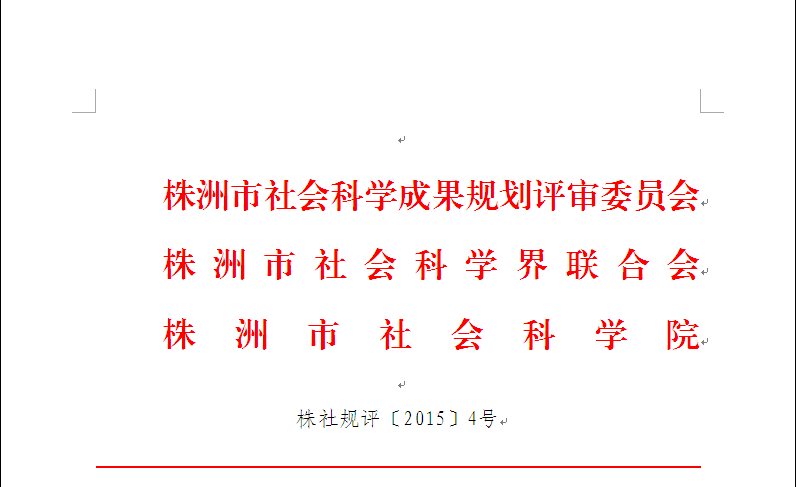 株洲市社会科学成果规划评审委员会
株洲市社会科学界联合会
株洲市社会科学院
株社规评〔2015〕4号